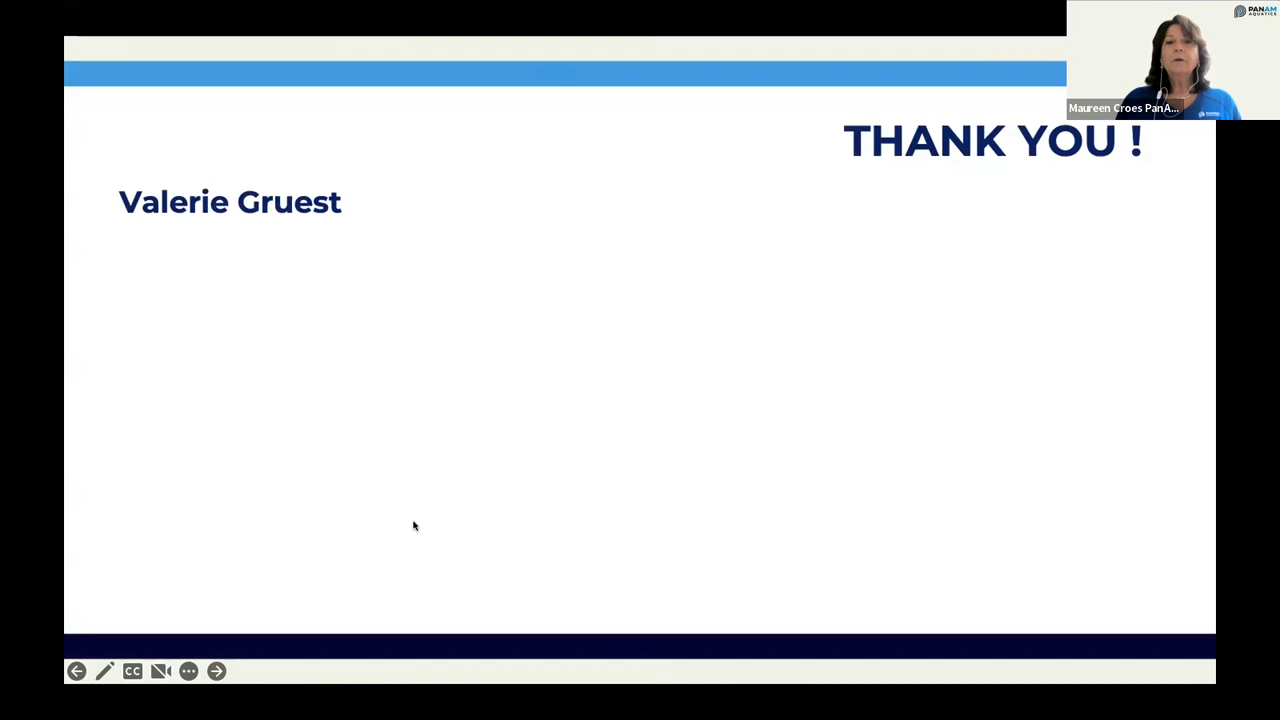 PANAM
AQUATICS
Maureen Croes PanA...
THANK YOU !
Valerie Gruest
CC